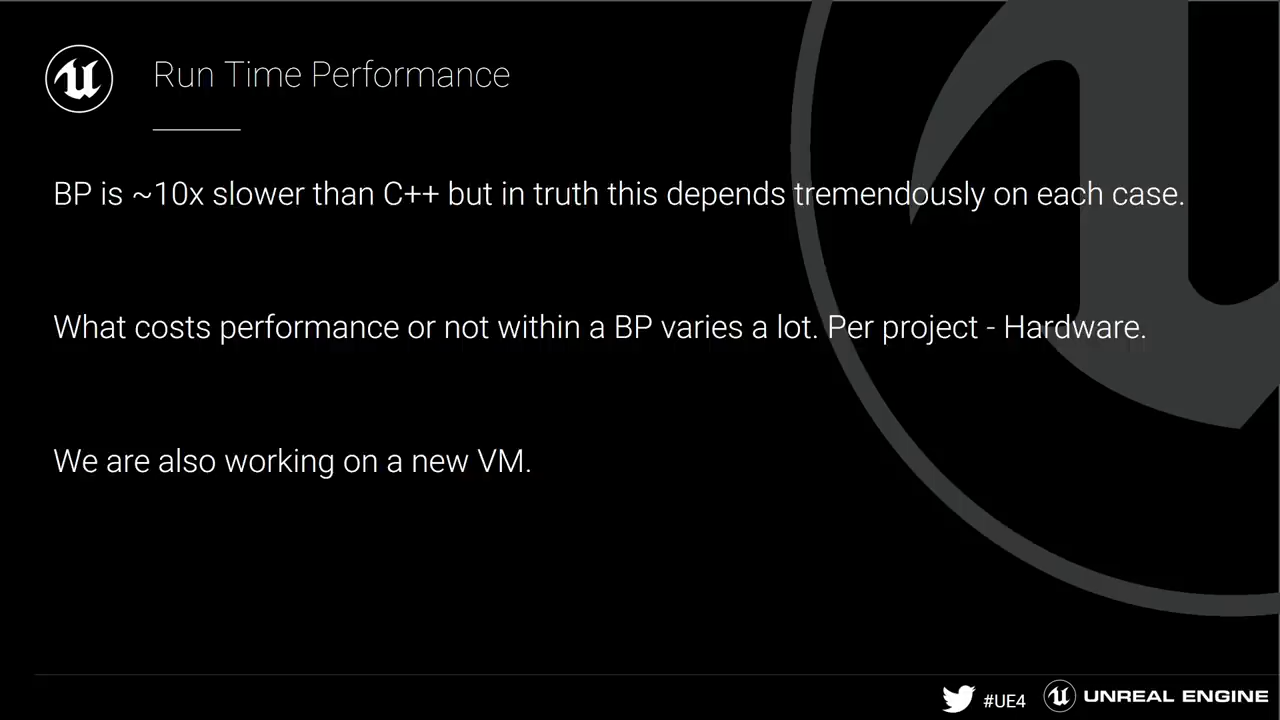 Run Time Performance
BP is ~10x slower than C++ but in truth this depends tremendously on each case.
What costs performance or not within a BP varies a lot. Per project - Hardware.
We are also working on a new VM.
#UE4 UNREAL ENGINE